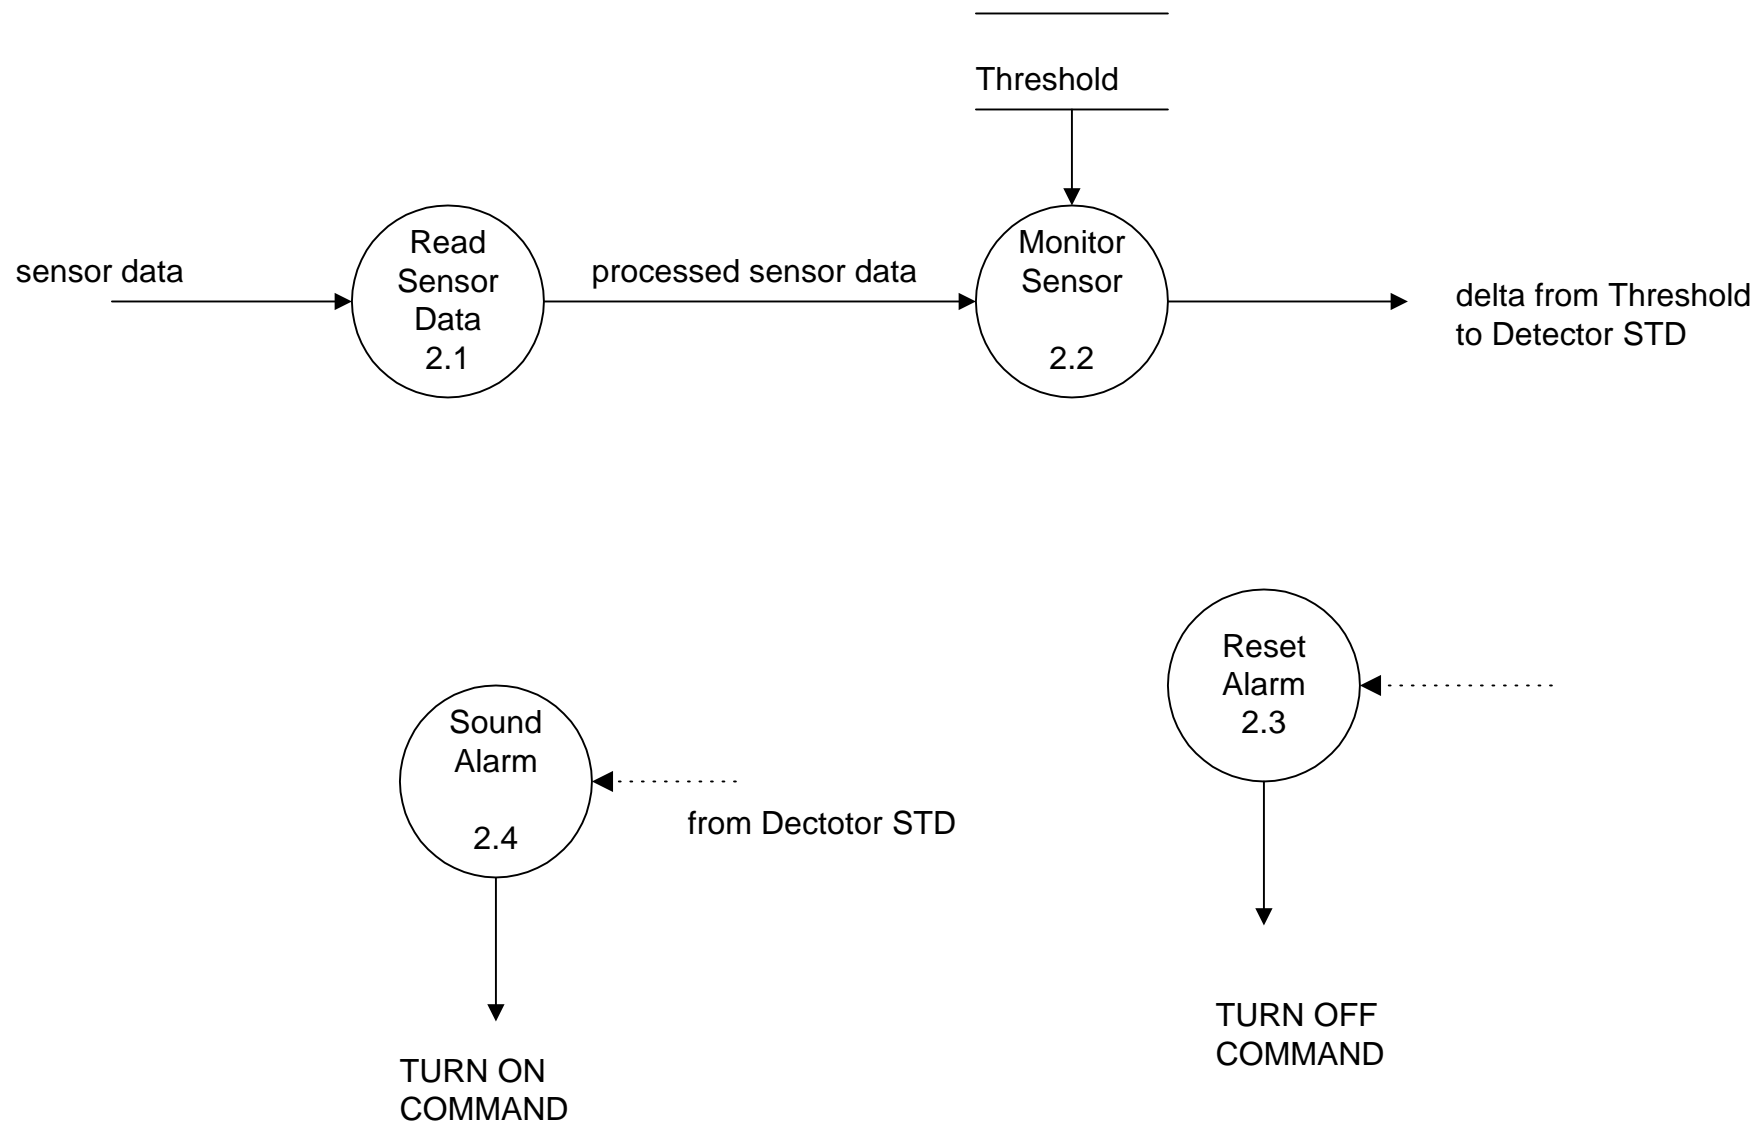 Threshold
sensor data
Read
Sensor
Data
2.1
processed sensor data
Monitor
Sensor
2.2
delta from Threshold
to Detector STD
Reset
Alarm
2.3
Sound
Alarm
2.4
from Dectotor STD
TURN OFF
COMMAND
TURN ON
COMMAND